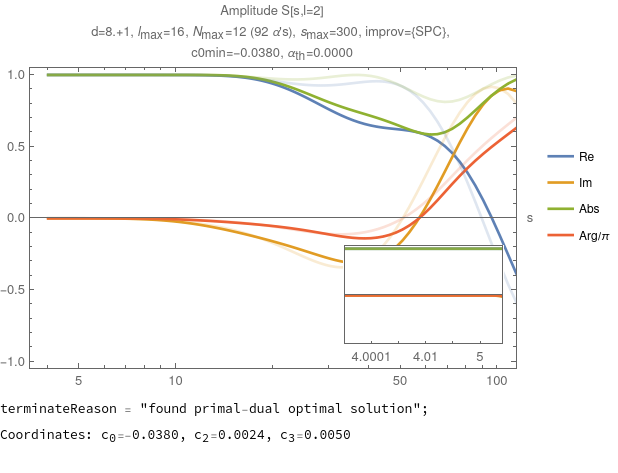 Amplitude S[s,l=2]
d=8.+1, lmax=16, Nmax=12 (92 α's), smax=300, improv={SPC},
c0min=-0.0380, αth=0.0000
1.0
0.5
0.0
-0.5
-1.0
s
Re
Im
Abs
Arg/π
4.0001 4.01 5
5 10 50 100
terminateReason = "found primal-dual optimal solution";
Coordinates: c0=-0.0380, c2=0.0024, c3=0.0050